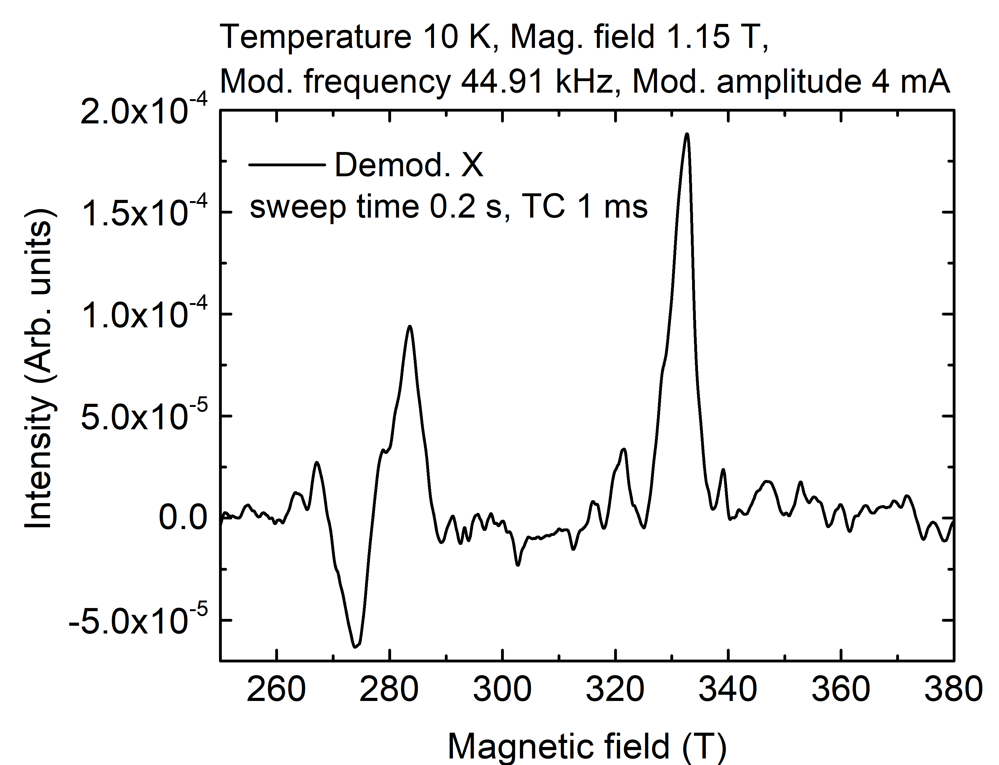 Temperature 10 K, Mag. field 1.15 T,
Mod. frequency 44.91 kHz, Mod. amplitude 4 mA
2.0x10⁻⁴
1.5x10⁻⁴
1.0x10⁻⁴
5.0x10⁻⁵
0.0
-5.0x10⁻⁵
Intensity (Arb. units)
Demod. X
sweep time 0.2 s, TC 1 ms
260 280 300 320 340 360 380
Magnetic field (T)